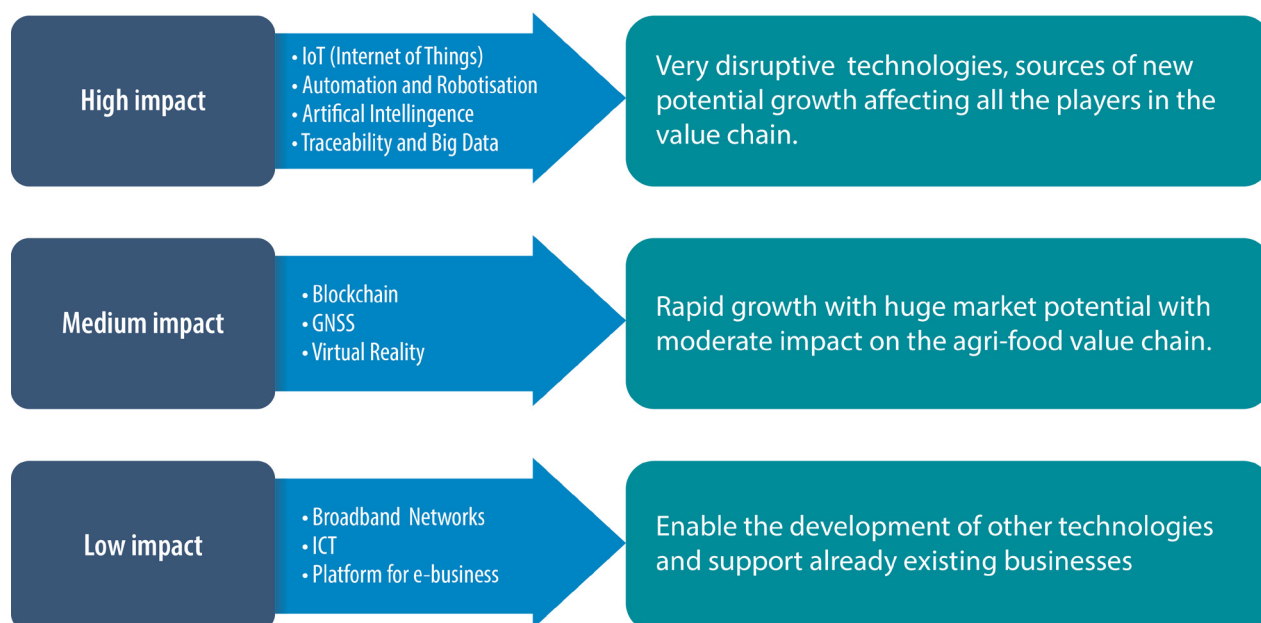 High impact
• IoT (Internet of Things)
• Automation and Robotisation
• Artifical Intellingence
• Traceability and Big Data
Very disruptive technologies, sources of new
potential growth affecting all the players in the
value chain.
Medium impact
• Blockchain
• GNSS
• Virtual Reality
Rapid growth with huge market potential with
moderate impact on the agri-food value chain.
Low impact
• Broadband Networks
• ICT
• Platform for e-business
Enable the development of other technologies
and support already existing businesses